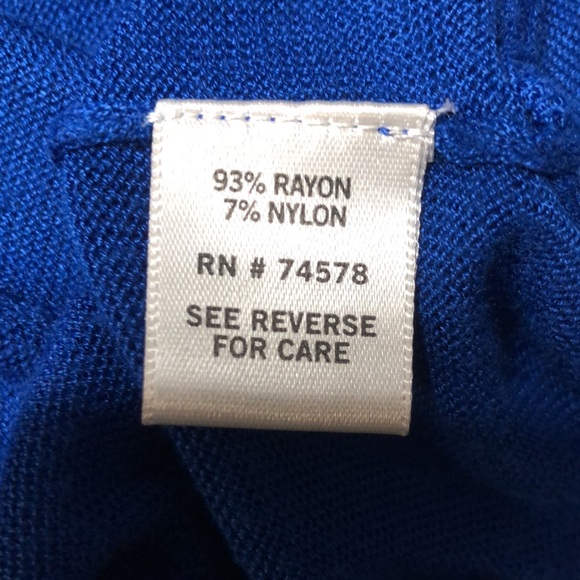 93% RAYON
7% NYLON
RN # 74578
SEE REVERSE
FOR CARE